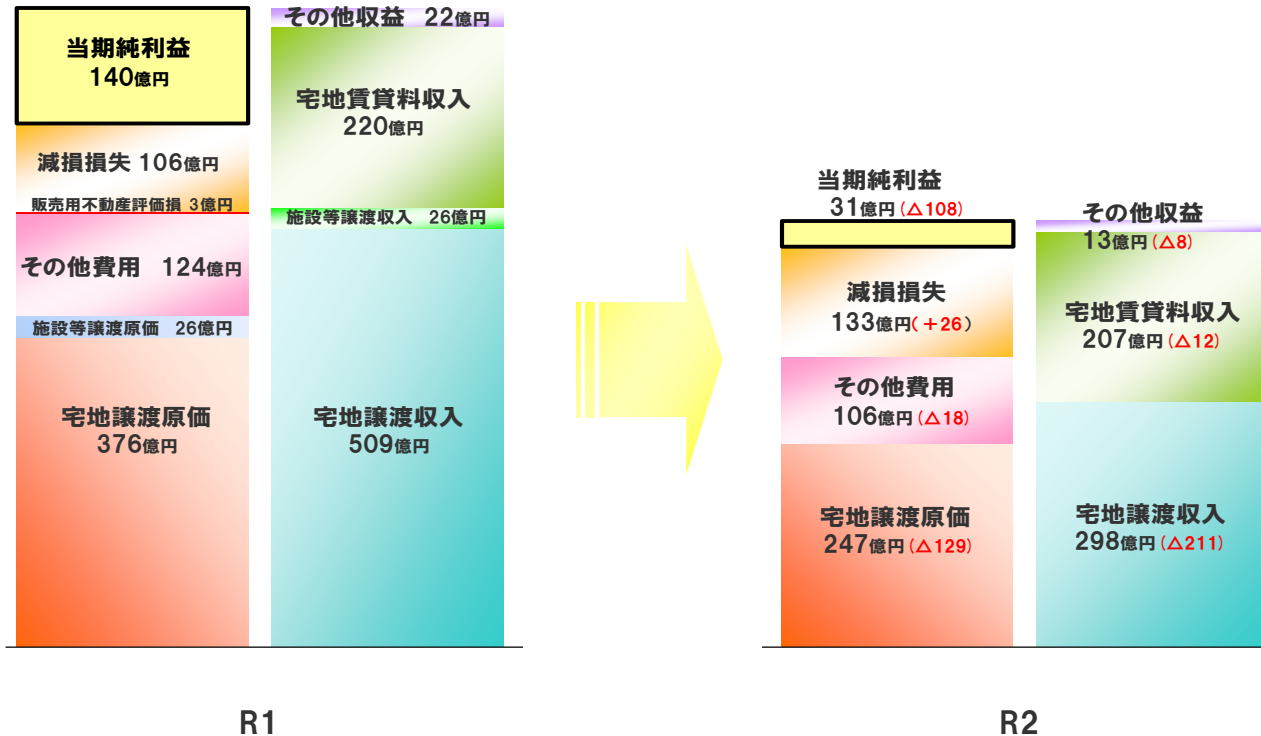 当期純利益
140億円
減損損失 106億円
販売用不動産評価損 3億円
その他費用 124億円
施設等譲渡原価 26億円
宅地譲渡原価
376億円
その他収益 22億円
宅地賃貸料収入
220億円
施設等譲渡収入 26億円
宅地譲渡収入
509億円
R1
当期純利益
31億円(△108)
減損損失
133億円(+26)
その他費用
106億円(△18)
宅地譲渡原価
247億円(△129)
その他収益
13億円(△8)
宅地賃貸料収入
207億円(△12)
宅地譲渡収入
298億円(△211)
R2